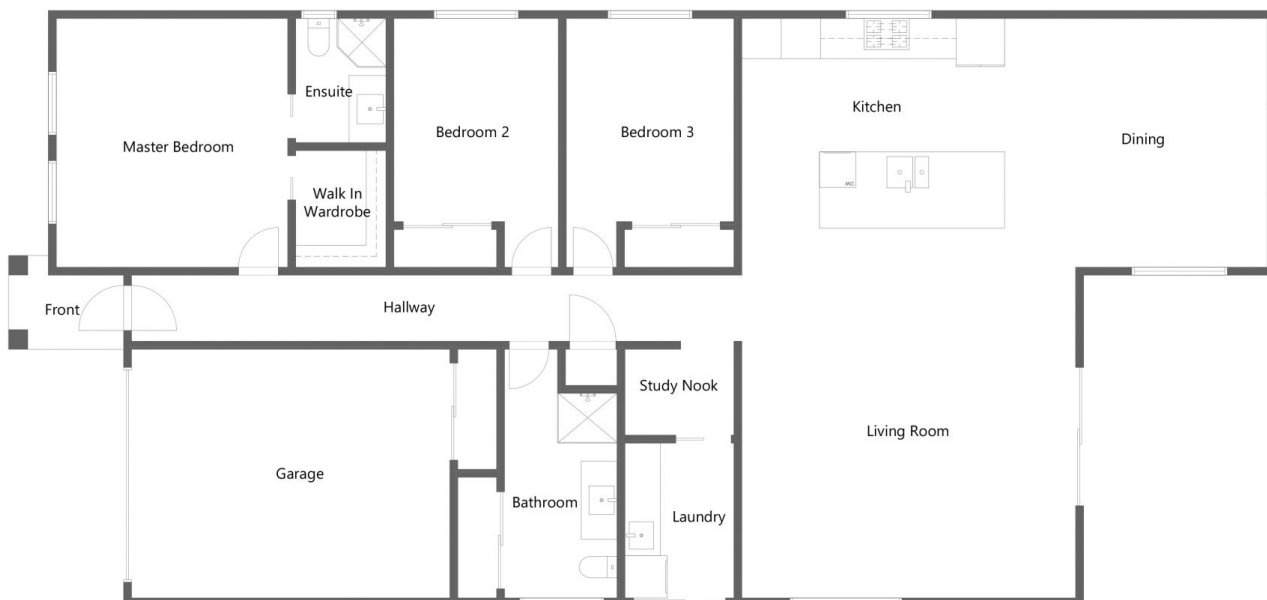 Ensuite
Master Bedroom
Bedroom 2
Bedroom 3
Kitchen
Dining
Walk In
Wardrobe
DW
Front
Hallway
Study Nook
Living Room
Garage
Bathroom
Laundry